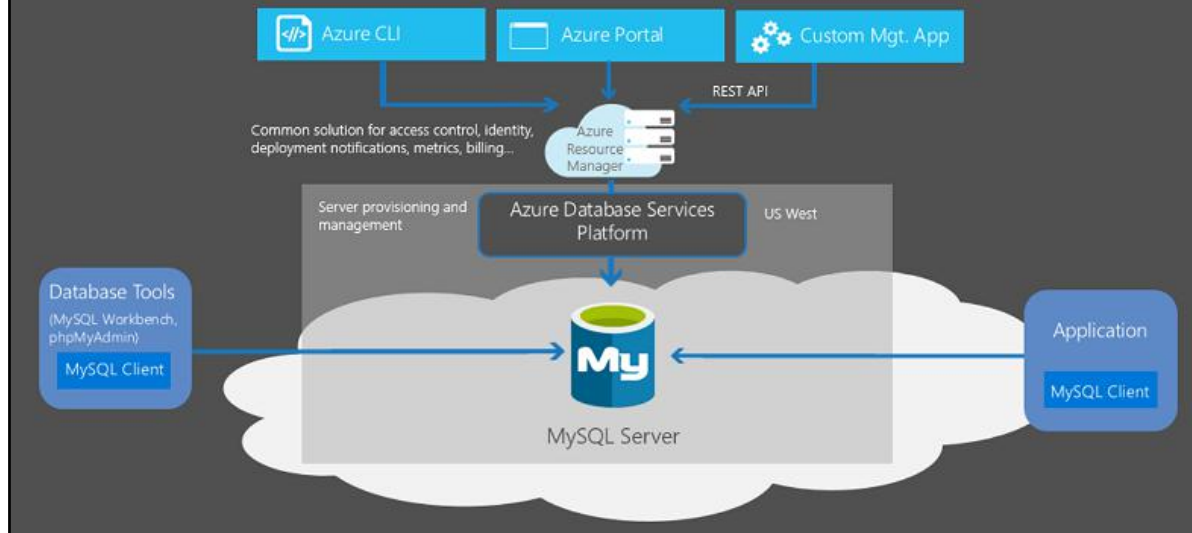 Azure CLI
Azure Portal
Custom Mgt. App
REST API
Common solution for access control, identity,
deployment notifications, metrics, billing...
Azure
Resource
Manager
Server provisioning and
management
Azure Database Services
Platform
US West
Database Tools
(MySQL Workbench,
phpMyAdmin)
MySQL Client
My
Application
MySQL Client
MySQL Server